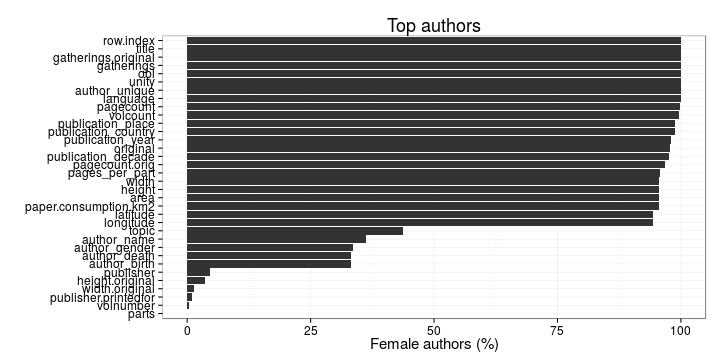 Top authors
row.index
title
gatherings.original
gatherings
obl
unity
author_unique
language
pagecount
volcount
publication_place
publication_country
publication_year
original
publication_decade
pagecount.orig
pages_per_part
width
height
area
paper.consumption.km2
latitude
longitude
topic
author_name
author_gender
author_death
author_birth
publisher
height.original
width.original
publisher.printedfor
volnumber
parts
0 25 50 75 100
Female authors (%)